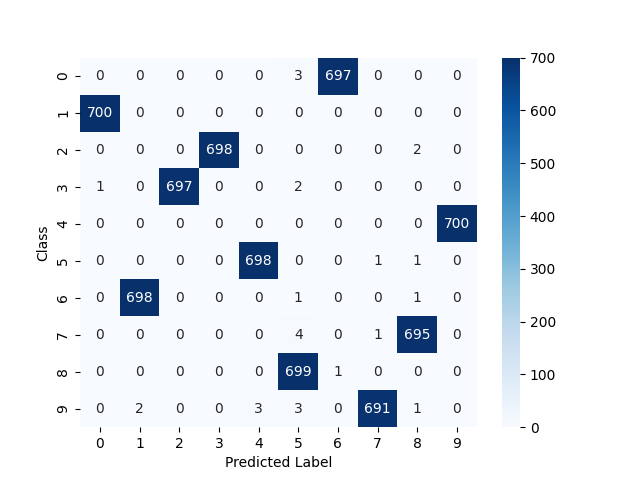 0 0 0 0 0 0 3 697 0 0 0
1 700 0 0 0 0 0 0 0 0 0
2 0 0 0 698 0 0 0 0 2 0
3 1 0 697 0 0 2 0 0 0 0
4 0 0 0 0 0 0 0 0 0 700
5 0 0 0 0 698 0 0 1 1 0
6 0 698 0 0 0 1 0 0 1 0
7 0 0 0 0 0 4 0 1 695 0
8 0 0 0 0 0 699 1 0 0 0
9 0 2 0 0 3 3 0 691 1 0
0 1 2 3 4 5 6 7 8 9
Predicted Label
Class
700
600
500
400
300
200
100
0